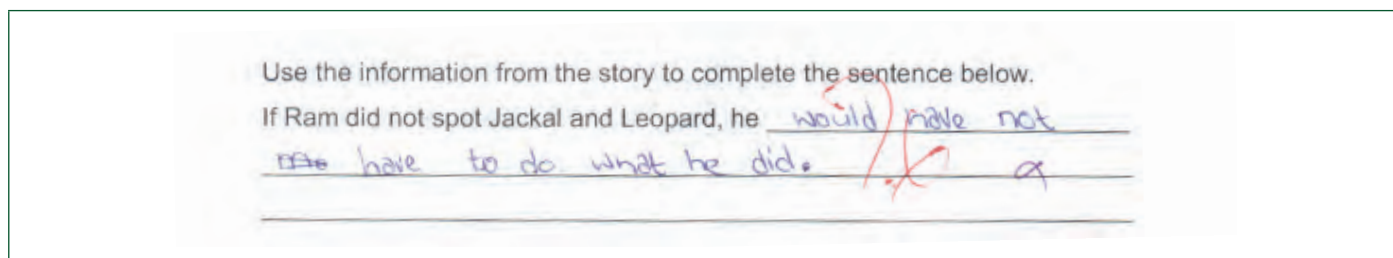 Use the information from the story to complete the sentence below.
If Ram did not spot Jackal and Leopard, he would have not
have to do what he did.